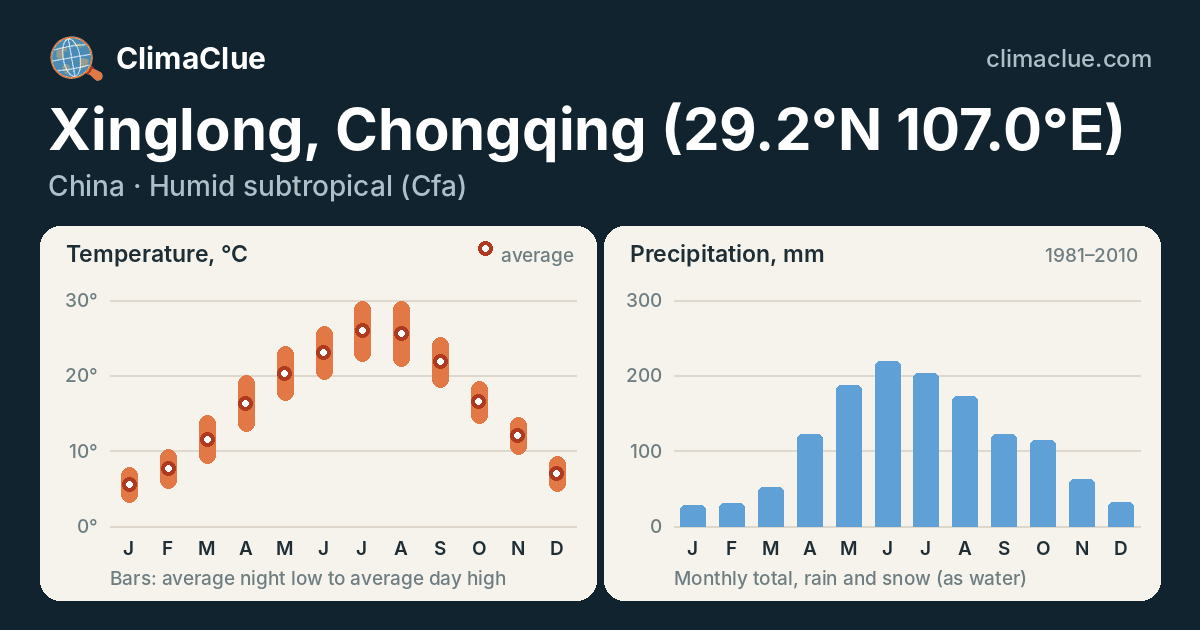 ClimaClue
climaclue.com
Xinglong, Chongqing (29.2°N 107.0°E)
China · Humid subtropical (Cfa)
Temperature, °C
average
30°
20°
10°
0°
J F M A M J J A S O N D
Bars: average night low to average day high
Precipitation, mm
1981–2010
300
200
100
0
J F M A M J J A S O N D
Monthly total, rain and snow (as water)